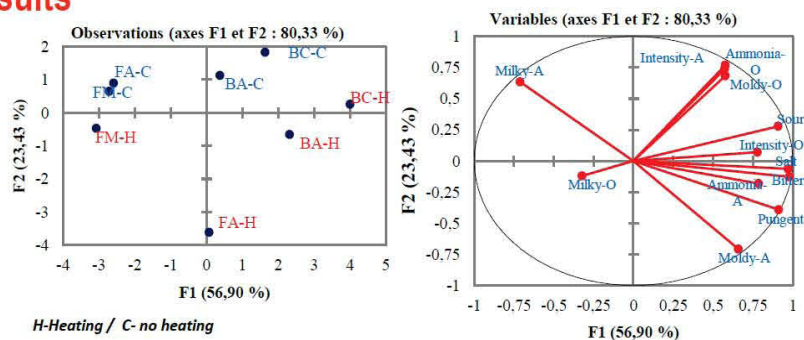 Observations (axes F1 et F2 : 80,33 %)
2
1
0
-1
-2
-3
-4
F2 (23,43 %)
FA-C
FM-C
FM-H
BC-C
BA-C
BC-H
BA-H
FA-H
-4 -3 -2 -1 0 1 2 3 4 5
F1 (56,90 %)
H-Heating / C- no heating
Variables (axes F1 et F2 : 80,33 %)
1
0,75
0,5
0,25
0
-0,25
-0,5
-0,75
-1
F2 (23,43 %)
Milky-A
Intensity-A
Ammonia-
O
Moldy-O
Sour
Intensity-O
Salt
Bitter
Milky-O
Ammonia-
A
Pungent
Moldy-A
-1 -0,75 -0,5 -0,25 0 0,25 0,5 0,75 1
F1 (56,90 %)